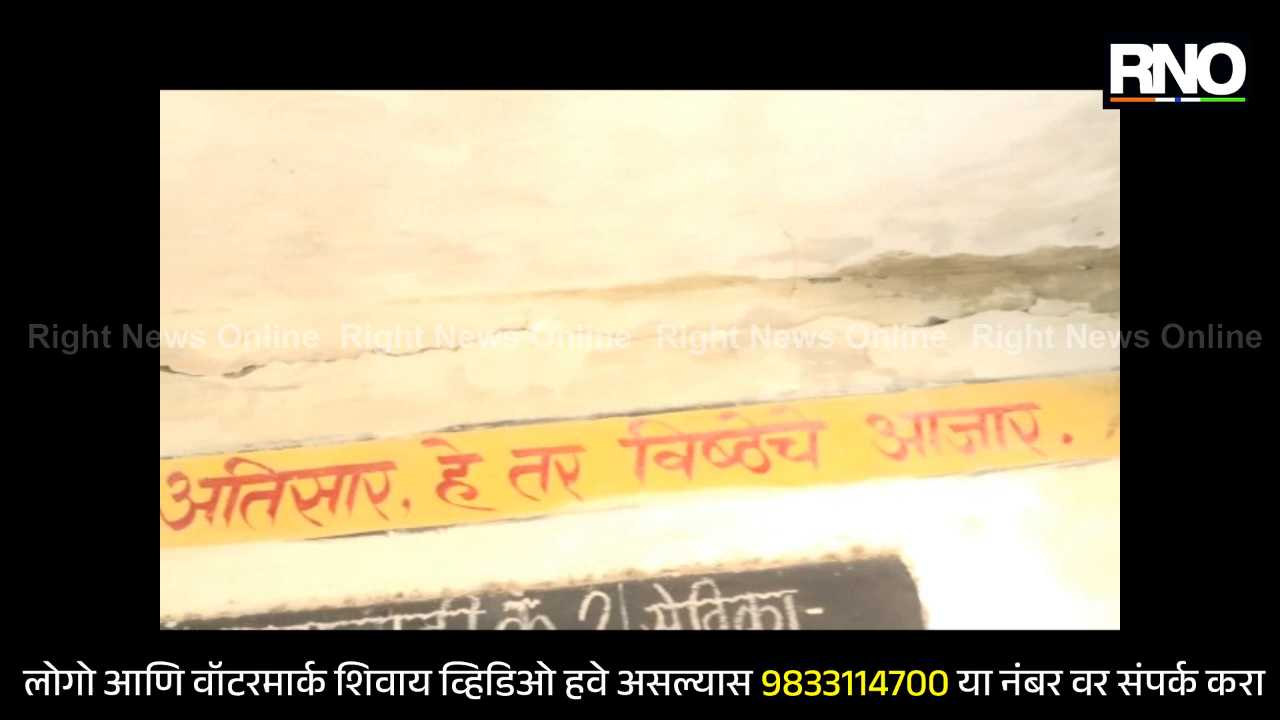 RNO
Right News Online Right News Online Right News Online Right News Online
अतिसार, हे तर विष्ठेचे आजार.
सेविका-
लोगो आणि वॉटरमार्क शिवाय व्हिडिओ हवे असल्यास 9833114700 या नंबर वर संपर्क करा